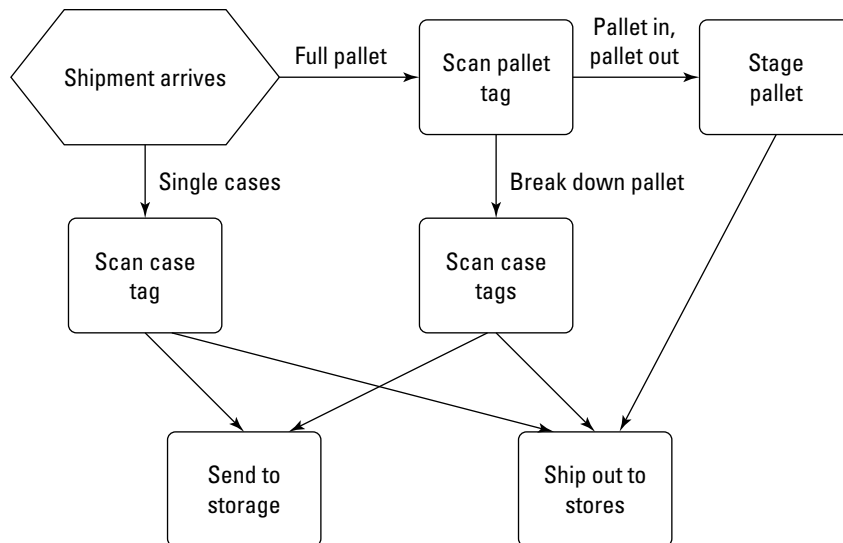 Shipment arrives
Full pallet
Scan pallet
tag
Pallet in,
pallet out
Stage
pallet
Single cases
Break down pallet
Scan case
tag
Scan case
tags
Send to
storage
Ship out to
stores